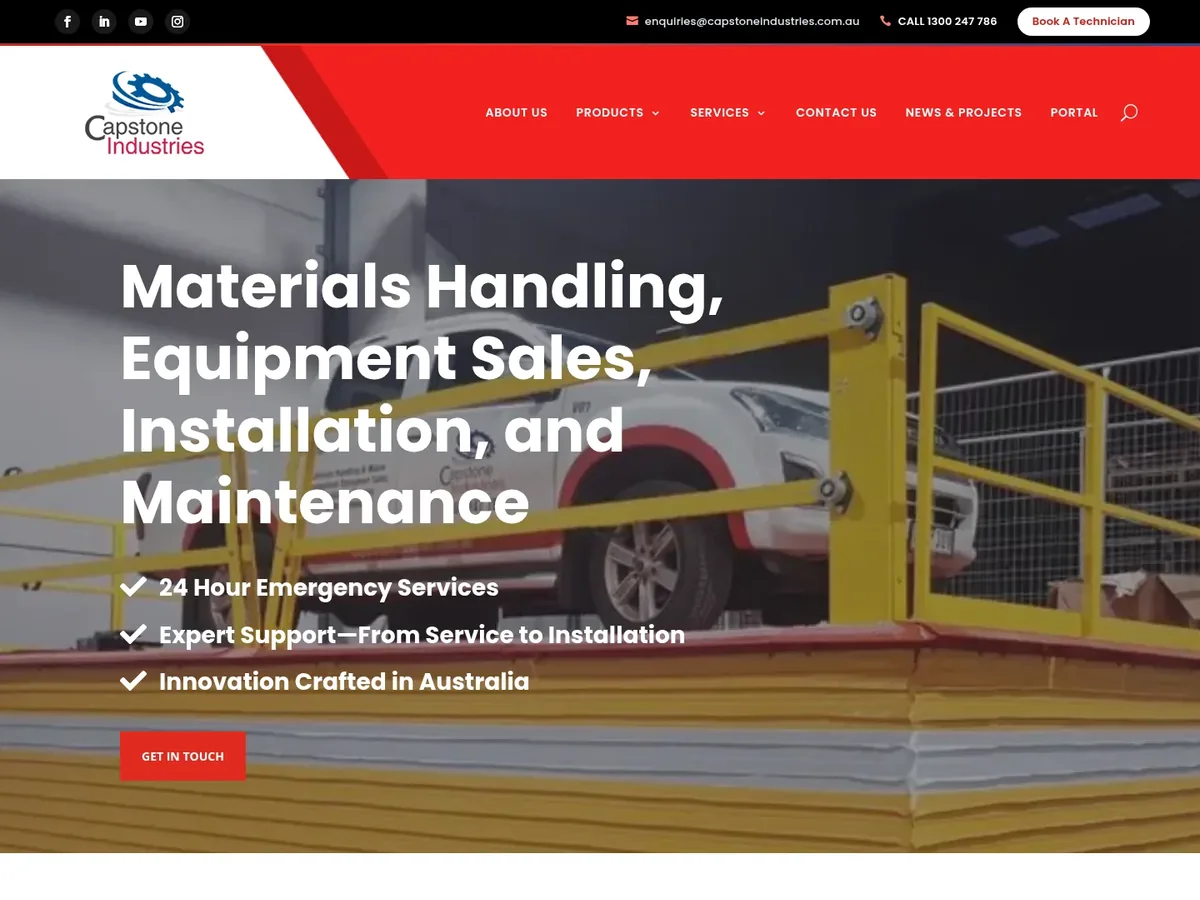 enquiries@capstoneindustries.com.au
CALL 1300 247 786
Book A Technician
Capstone
Industries
ABOUT US
PRODUCTS
SERVICES
CONTACT US
NEWS & PROJECTS
PORTAL
Materials Handling,
Equipment Sales,
Installation, and
Maintenance
Capstone
24 Hour Emergency Services
Expert Support—From Service to Installation
Innovation Crafted in Australia
GET IN TOUCH